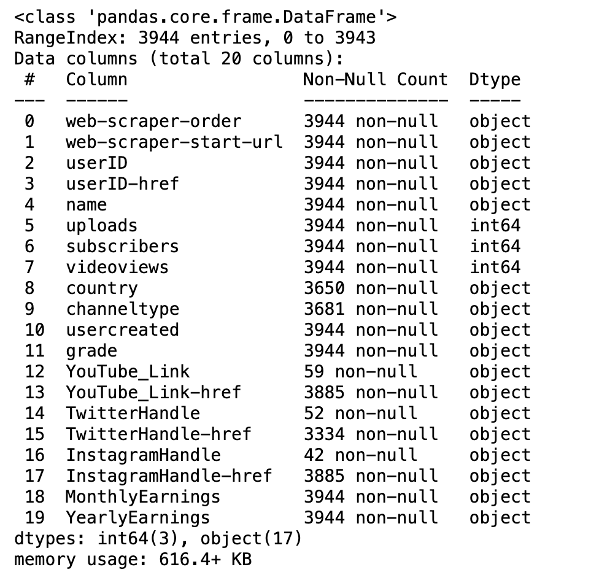 <class 'pandas.core.frame.DataFrame'>
RangeIndex: 3944 entries, 0 to 3943
Data columns (total 20 columns):
 #   Column                 Non-Null Count  Dtype
---  ------                 --------------  -----
 0   web-scraper-order      3944 non-null   object
 1   web-scraper-start-url  3944 non-null   object
 2   userID                 3944 non-null   object
 3   userID-href            3944 non-null   object
 4   name                   3944 non-null   object
 5   uploads                3944 non-null   int64
 6   subscribers            3944 non-null   int64
 7   videoviews             3944 non-null   int64
 8   country                3650 non-null   object
 9   channeltype            3681 non-null   object
 10  usercreated            3944 non-null   object
 11  grade                  3944 non-null   object
 12  YouTube_Link           59 non-null     object
 13  YouTube_Link-href      3885 non-null   object
 14  TwitterHandle          52 non-null     object
 15  TwitterHandle-href     3334 non-null   object
 16  InstagramHandle        42 non-null     object
 17  InstagramHandle-href   3885 non-null   object
 18  MonthlyEarnings        3944 non-null   object
 19  YearlyEarnings         3944 non-null   object
dtypes: int64(3), object(17)
memory usage: 616.4+ KB